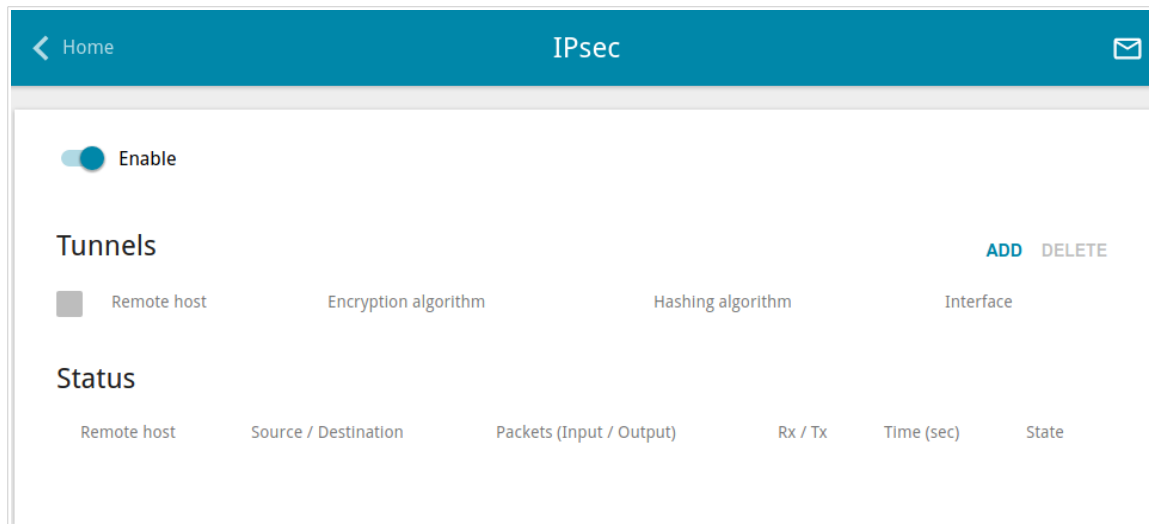 Home
IPsec
Enable
Tunnels
ADD DELETE
Remote host Encryption algorithm Hashing algorithm Interface
Status
Remote host Source / Destination Packets (Input / Output) Rx / Tx Time (sec) State